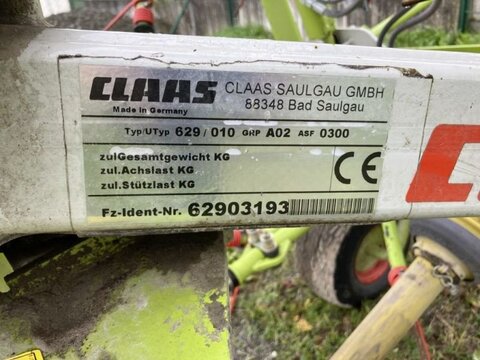 CLAAS CLAAS SAULGAU GMBH
Made in Germany 88348 Bad Saulgau
Typ/UTyp 629 / 010 GRP A02 ASF 0300
zulGesamtgewicht KG
zul.Achslast KG
zul.Stützlast KG
CE
Fz-Ident-Nr. 62903193